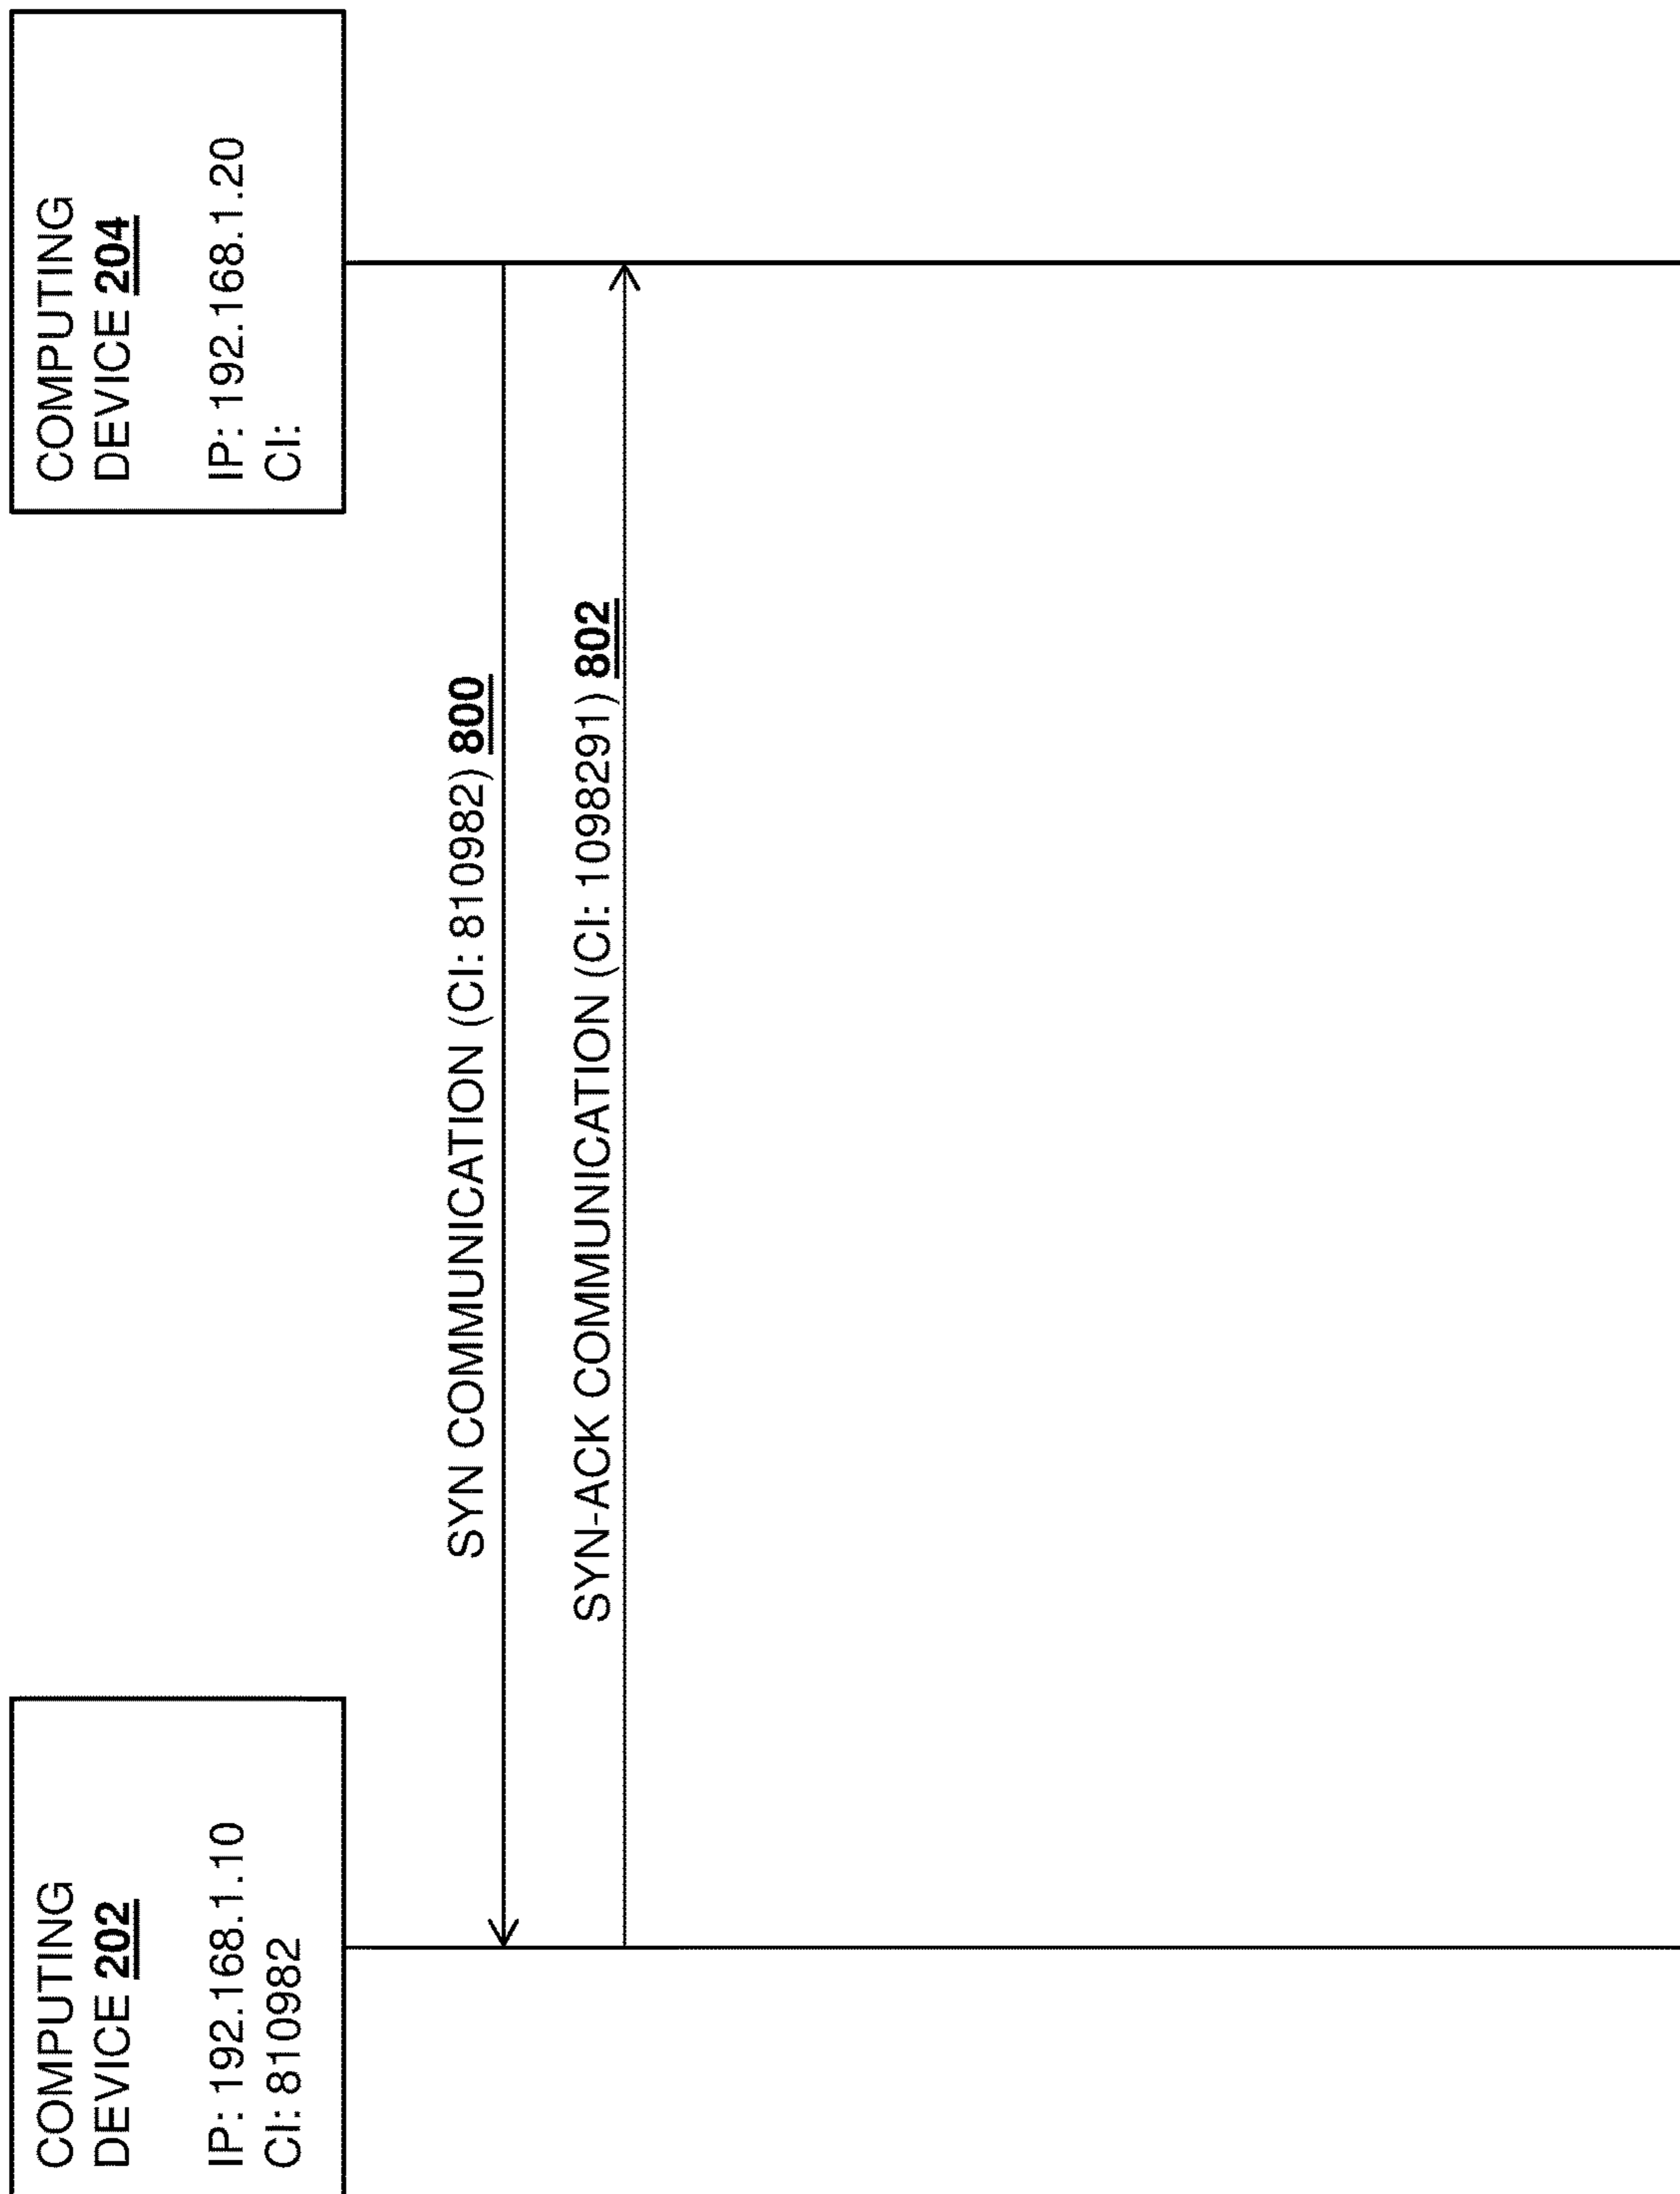 COMPUTING
DEVICE 202
IP: 192.168.1.10
CI: 810982
COMPUTING
DEVICE 204
IP: 192.168.1.20
CI:
SYN COMMUNICATION (CI: 810982) 800
SYN-ACK COMMUNICATION (CI: 1098291) 802